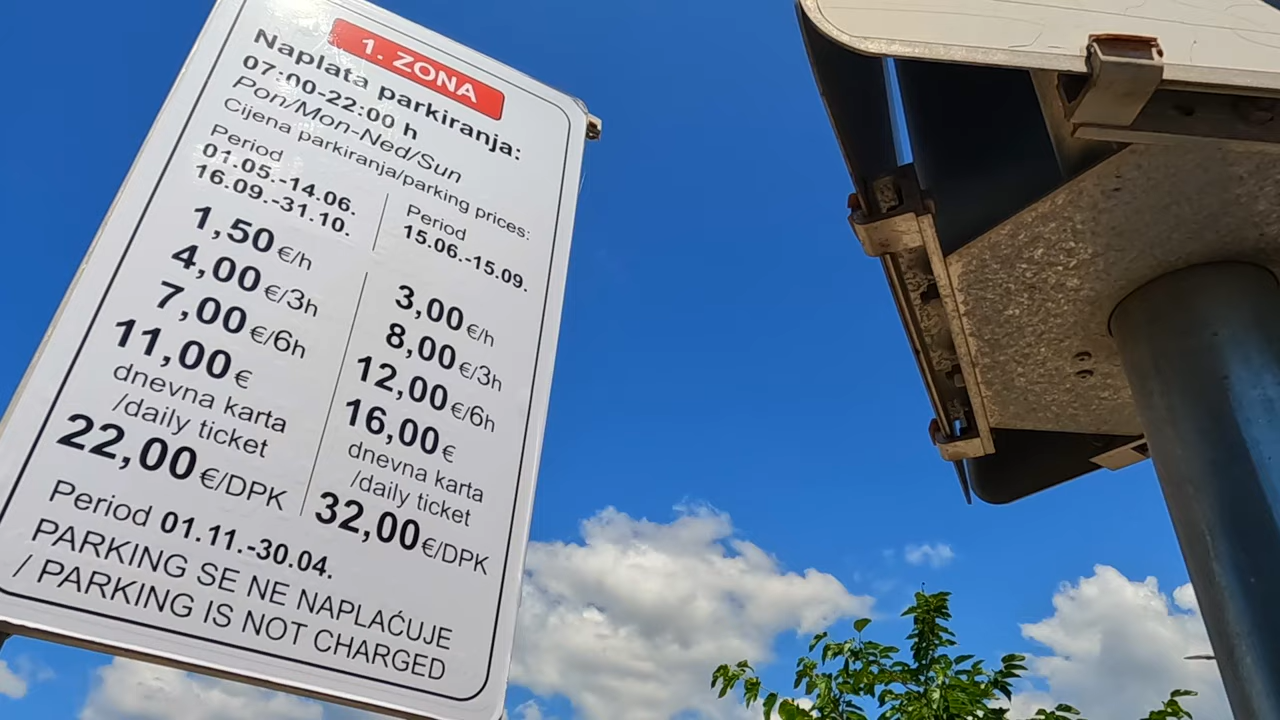 1. ZONA
Naplata parkiranja:
07:00-22:00 h
Pon/Mon-Ned/Sun
Cijena parkiranja/parking prices:
Period
01.05.-14.06.
16.09.-31.10.
1,50 €/h
4,00 €/3h
7,00 €/6h
11,00 €
dnevna karta
/daily ticket
22,00 €/DPK
Period
15.06.-15.09.
3,00 €/h
8,00 €/3h
12,00 €/6h
16,00 €
dnevna karta
/daily ticket
32,00 €/DPK
Period 01.11.-30.04.
PARKING SE NE NAPLAĆUJE
/ PARKING IS NOT CHARGED